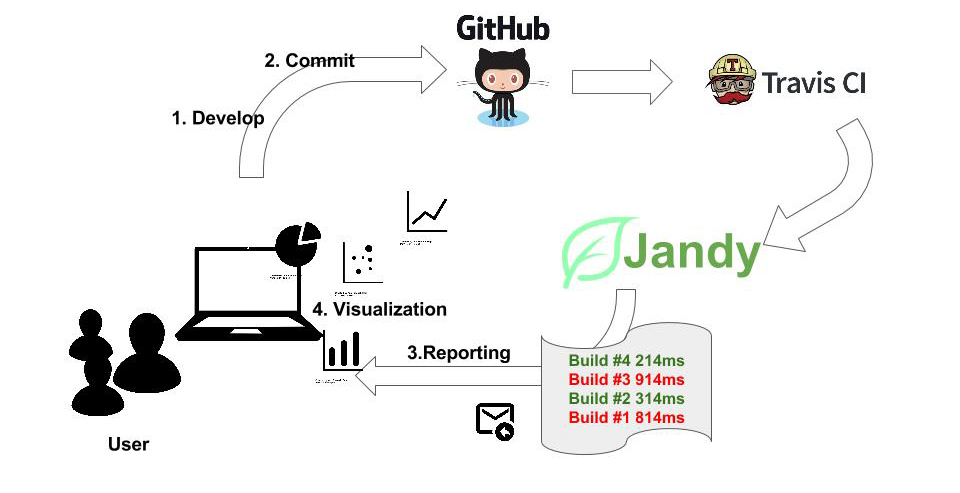 GitHub
2. Commit
1. Develop
T
Travis CI
Jandy
4. Visualization
3.Reporting
Build #4 214ms
Build #3 914ms
Build #2 314ms
Build #1 814ms
User